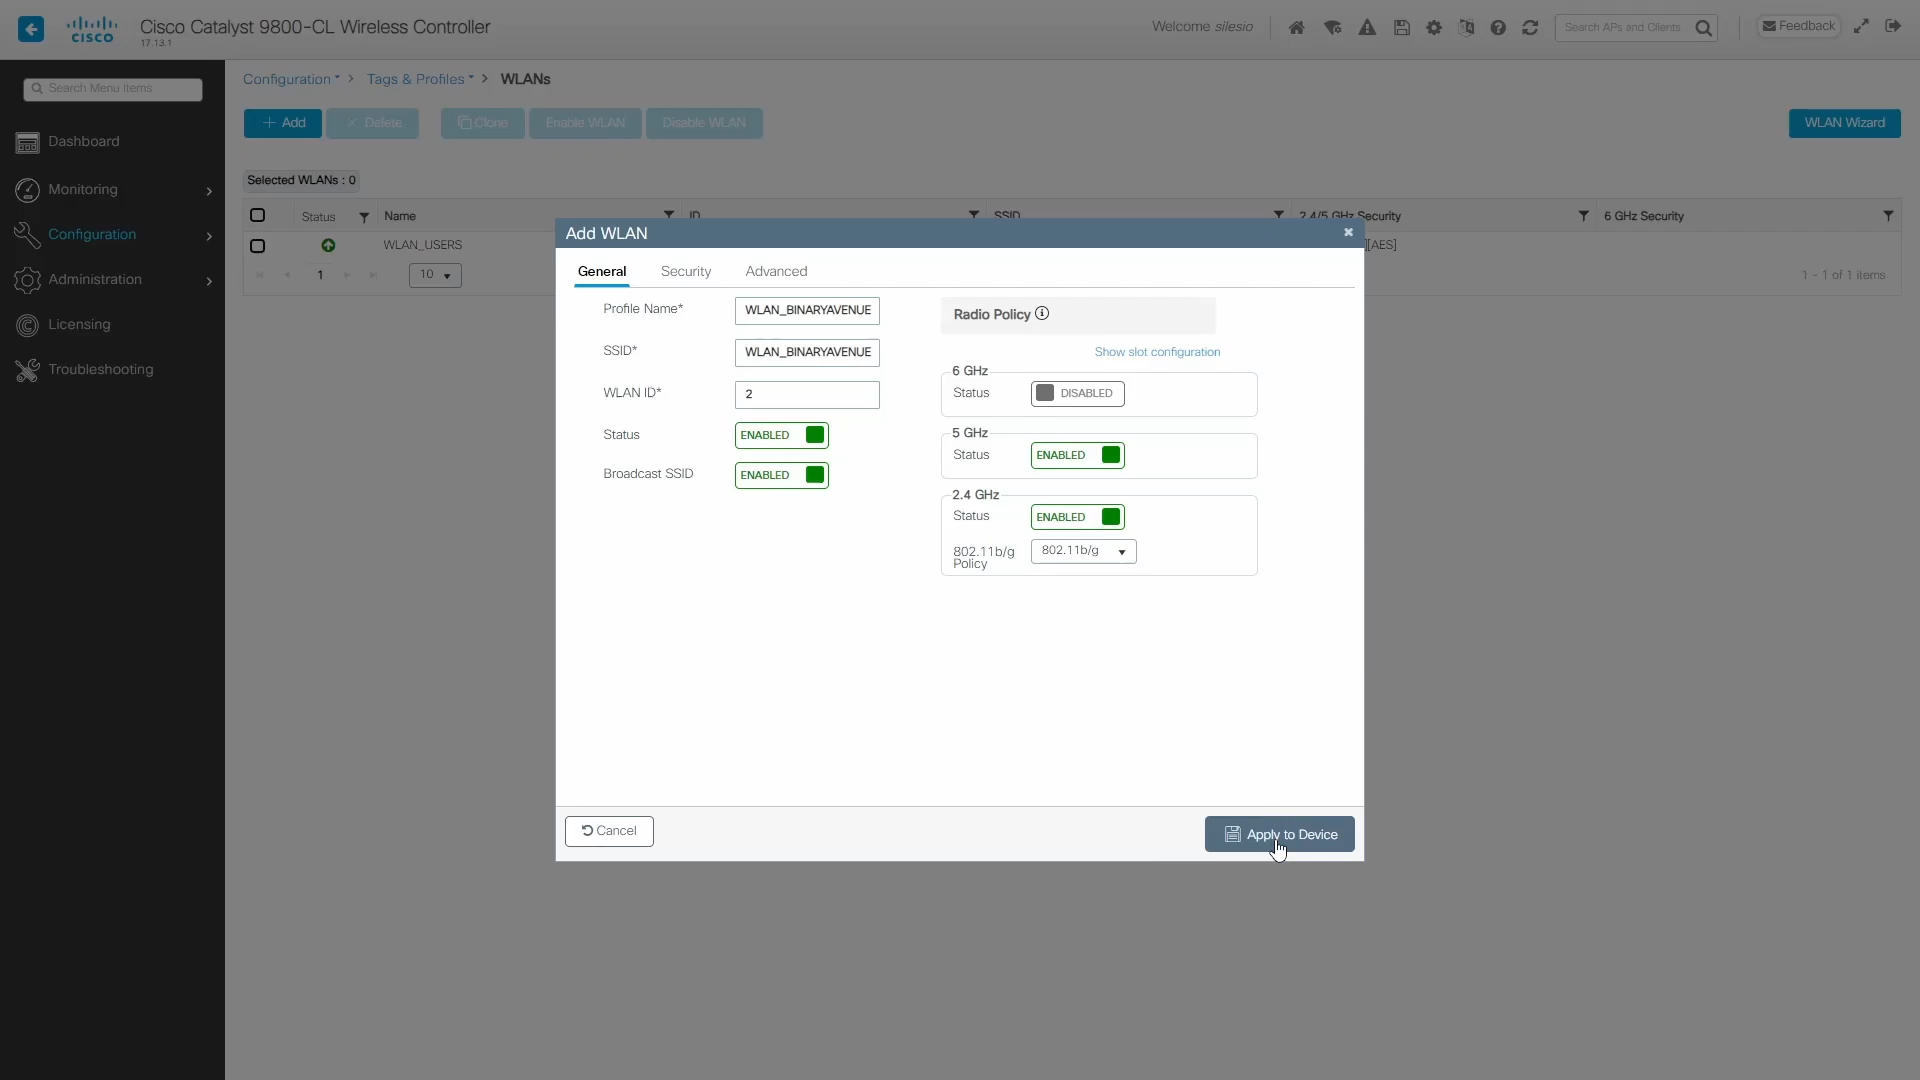 CISCO
Cisco Catalyst 9800-CL Wireless Controller
17.13.1
Welcome silesio
Search APs and Clients
Feedback
Search Menu Items
Dashboard
Monitoring
Configuration
Administration
Licensing
Troubleshooting
Configuration > Tags & Profiles > WLANs
Add
Delete
Clone
Enable WLAN
Disable WLAN
WLAN Wizard
Selected WLANs : 0
Status Name ID SSID 2.4/5 GHz Security 6 GHz Security
WLAN_USERS [AES]
1 10 1 - 1 of 1 items
Add WLAN
General Security Advanced
Profile Name* WLAN_BINARYAVENUE
SSID* WLAN_BINARYAVENUE
WLAN ID* 2
Status ENABLED
Broadcast SSID ENABLED
Radio Policy
Show slot configuration
6 GHz
Status DISABLED
5 GHz
Status ENABLED
2.4 GHz
Status ENABLED
802.11b/g
Policy
802.11b/g
Cancel
Apply to Device